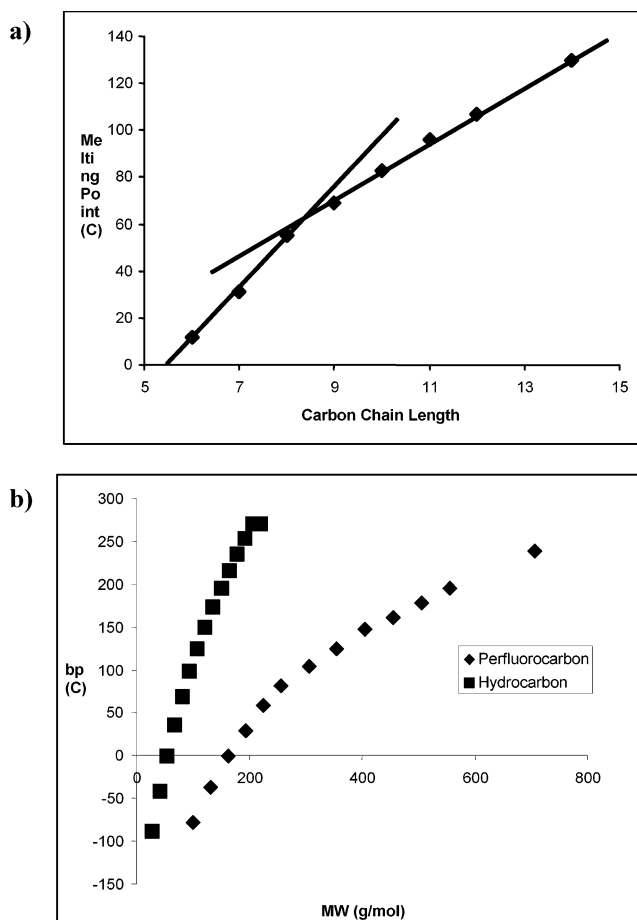 a)
140
120
100
80
60
40
20
0
Me
lti
ng Po
int
(C)
5 7 9 11 13 15
Carbon Chain Length
b)
300
250
200
150
100
50
0
-50
-100
-150
bp
(C)
0 200 400 600 800
Perfluorocarbon
Hydrocarbon
MW (g/mol)